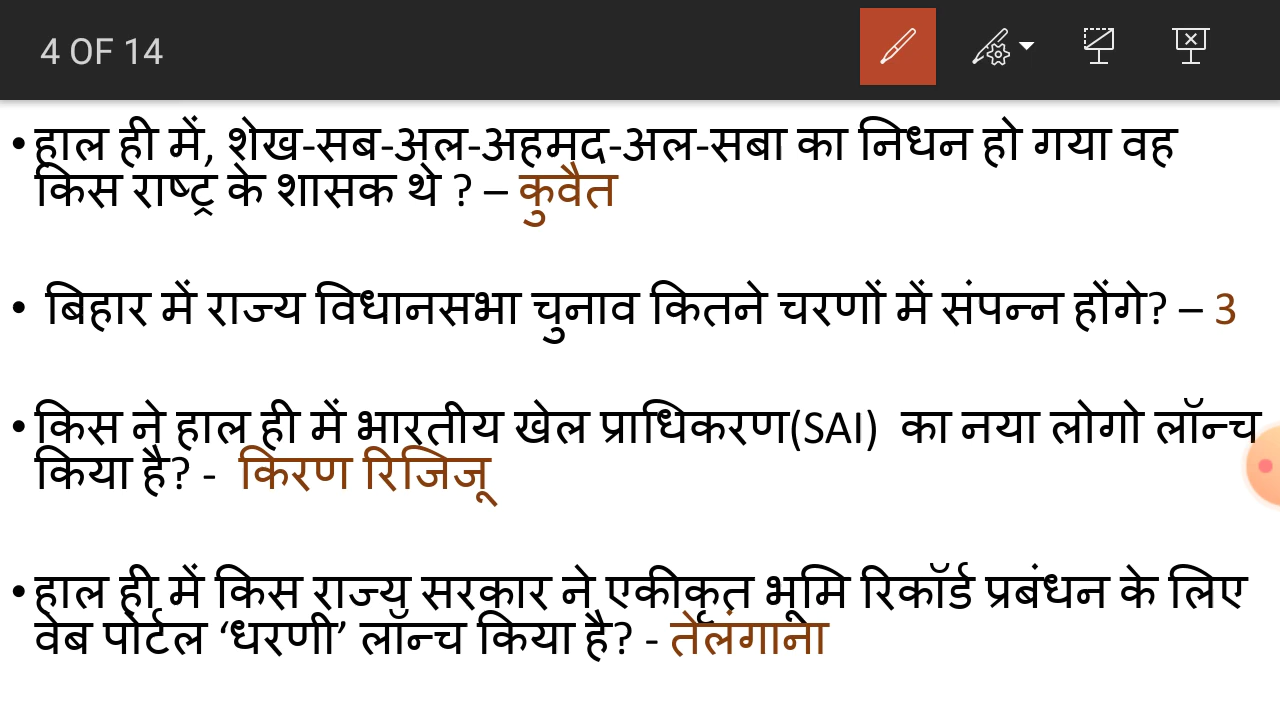 4 OF 14
• हाल ही में, शेख-सब-अल-अहमद-अल-सबा का निधन हो गया वह
किस राष्ट्र के शासक थे ? – कुवैत
• बिहार में राज्य विधानसभा चुनाव कितने चरणों में संपन्न होंगे? – 3
• किस ने हाल ही में भारतीय खेल प्राधिकरण(SAI) का नया लोगो लॉन्च
किया है? - किरण रिजिजू
• हाल ही में किस राज्य सरकार ने एकीकृत भूमि रिकॉर्ड प्रबंधन के लिए
वेब पोर्टल ‘धरणी’ लॉन्च किया है? - तेलंगाना